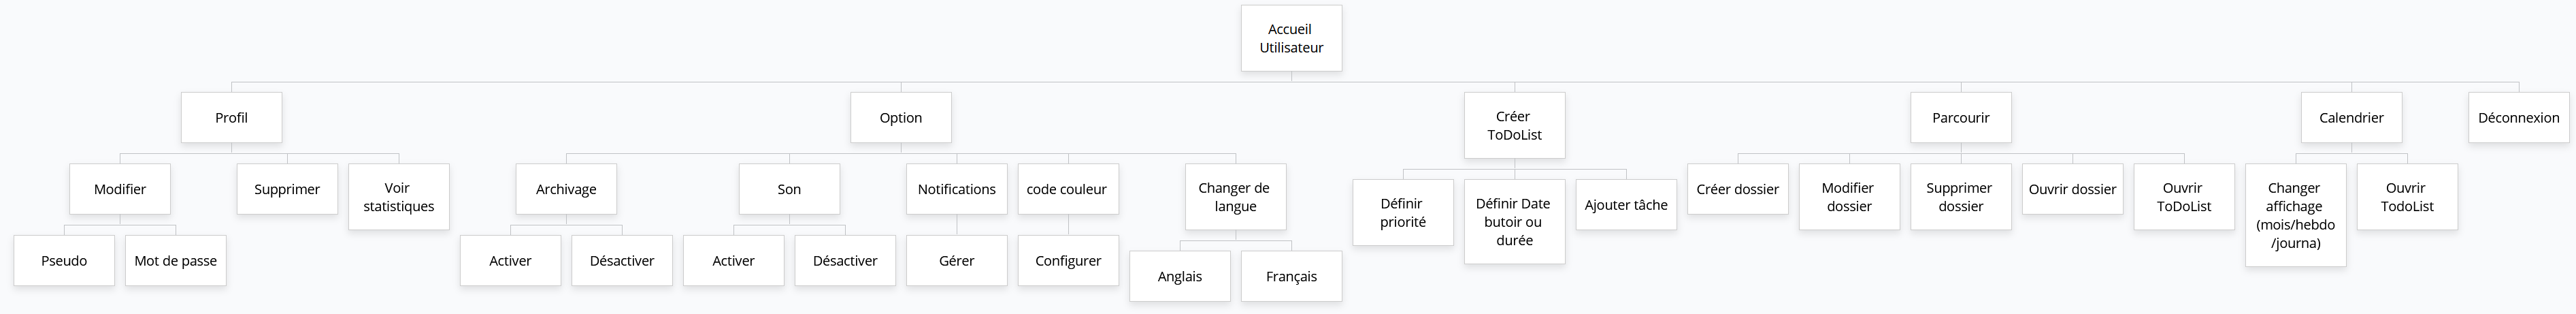 Accueil
Utilisateur
Profil
Option
Créer
ToDoList
Parcourir
Calendrier
Déconnexion
Modifier
Supprimer
Voir
statistiques
Archivage
Son
Notifications
code couleur
Changer de
langue
Définir
priorité
Définir Date
butoir ou
durée
Ajouter tâche
Créer dossier
Modifier
dossier
Supprimer
dossier
Ouvrir dossier
Ouvrir
ToDoList
Changer
affichage
(mois/hebdo
/journa)
Ouvrir
TodoList
Pseudo
Mot de passe
Activer
Désactiver
Activer
Désactiver
Gérer
Configurer
Anglais
Français